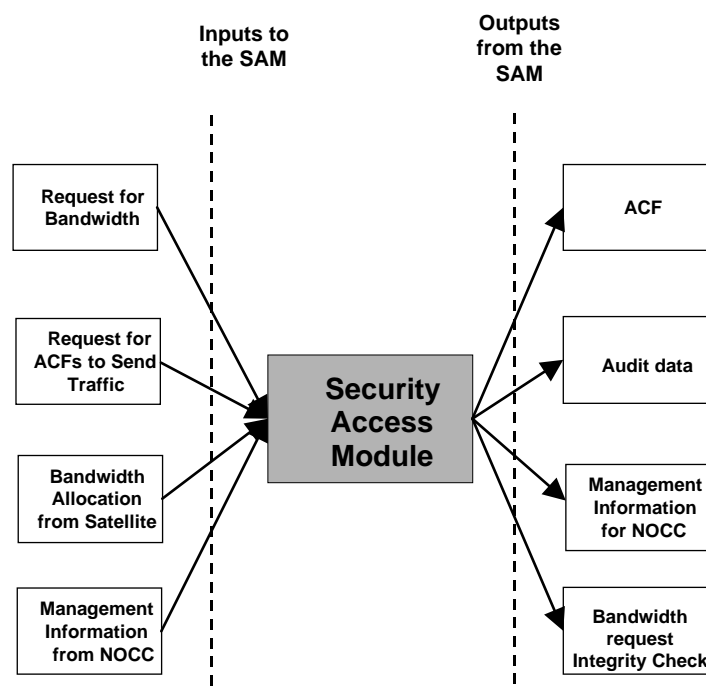 Inputs to
the SAM
Outputs
from the
SAM
Request for
Bandwidth
Request for
ACFs to Send
Traffic
Bandwidth
Allocation
from Satellite
Management
Information
from NOCC
Security
Access
Module
ACF
Audit data
Management
Information
for NOCC
Bandwidth
request
Integrity Check